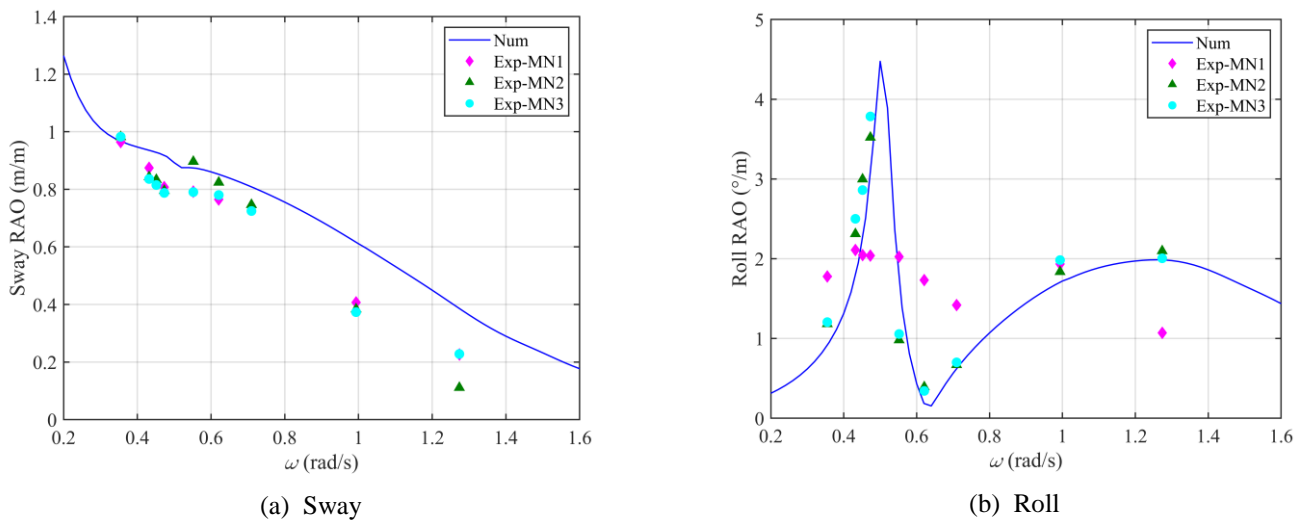 1.4
1.2
1
0.8
0.6
0.4
0.2
0
Sway RAO (m/m)
Num
Exp-MN1
Exp-MN2
Exp-MN3
0.2 0.4 0.6 0.8 1 1.2 1.4 1.6
ω (rad/s)
(a) Sway
5
4
3
2
1
0
Roll RAO (°/m)
Num
Exp-MN1
Exp-MN2
Exp-MN3
0.2 0.4 0.6 0.8 1 1.2 1.4 1.6
ω (rad/s)
(b) Roll